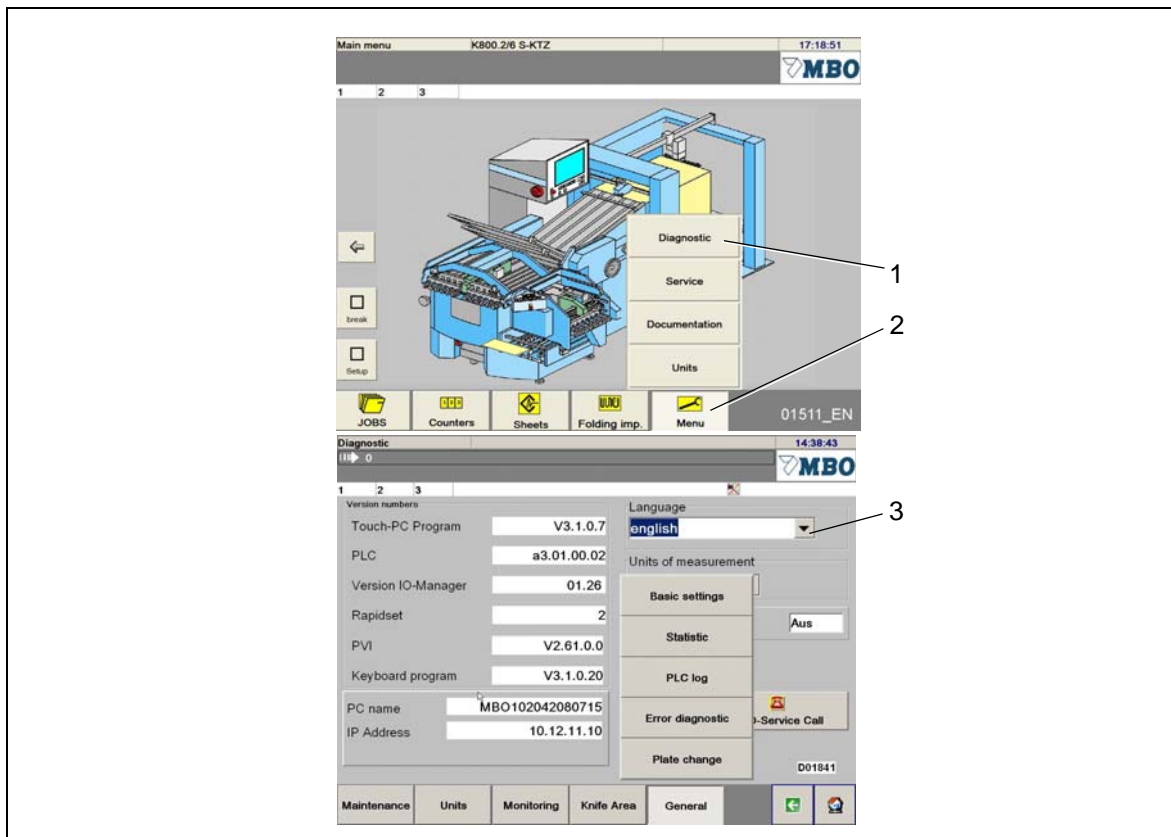 Main menu K800.2/6 S-KTZ 17:18:51
MBO
1 2 3
Diagnostic
1
Service
break
Documentation
2
Setup
Units
JOBS Counters Sheets Folding imp. Menu 01511_EN
Diagnostic 14:38:43
0
MBO
1 2 3
Version numbers
Language
Touch-PC Program V3.1.0.7
english
3
PLC a3.01.00.02
Units of measurement
Version IO-Manager 01.26
Basic settings
Rapidset 2
Aus
Statistic
PVI V2.61.0.0
Keyboard program V3.1.0.20
PLC log
PC name MBO102042080715
Error diagnostic
-Service Call
IP Address 10.12.11.10
Plate change
D01841
Maintenance Units Monitoring Knife Area General